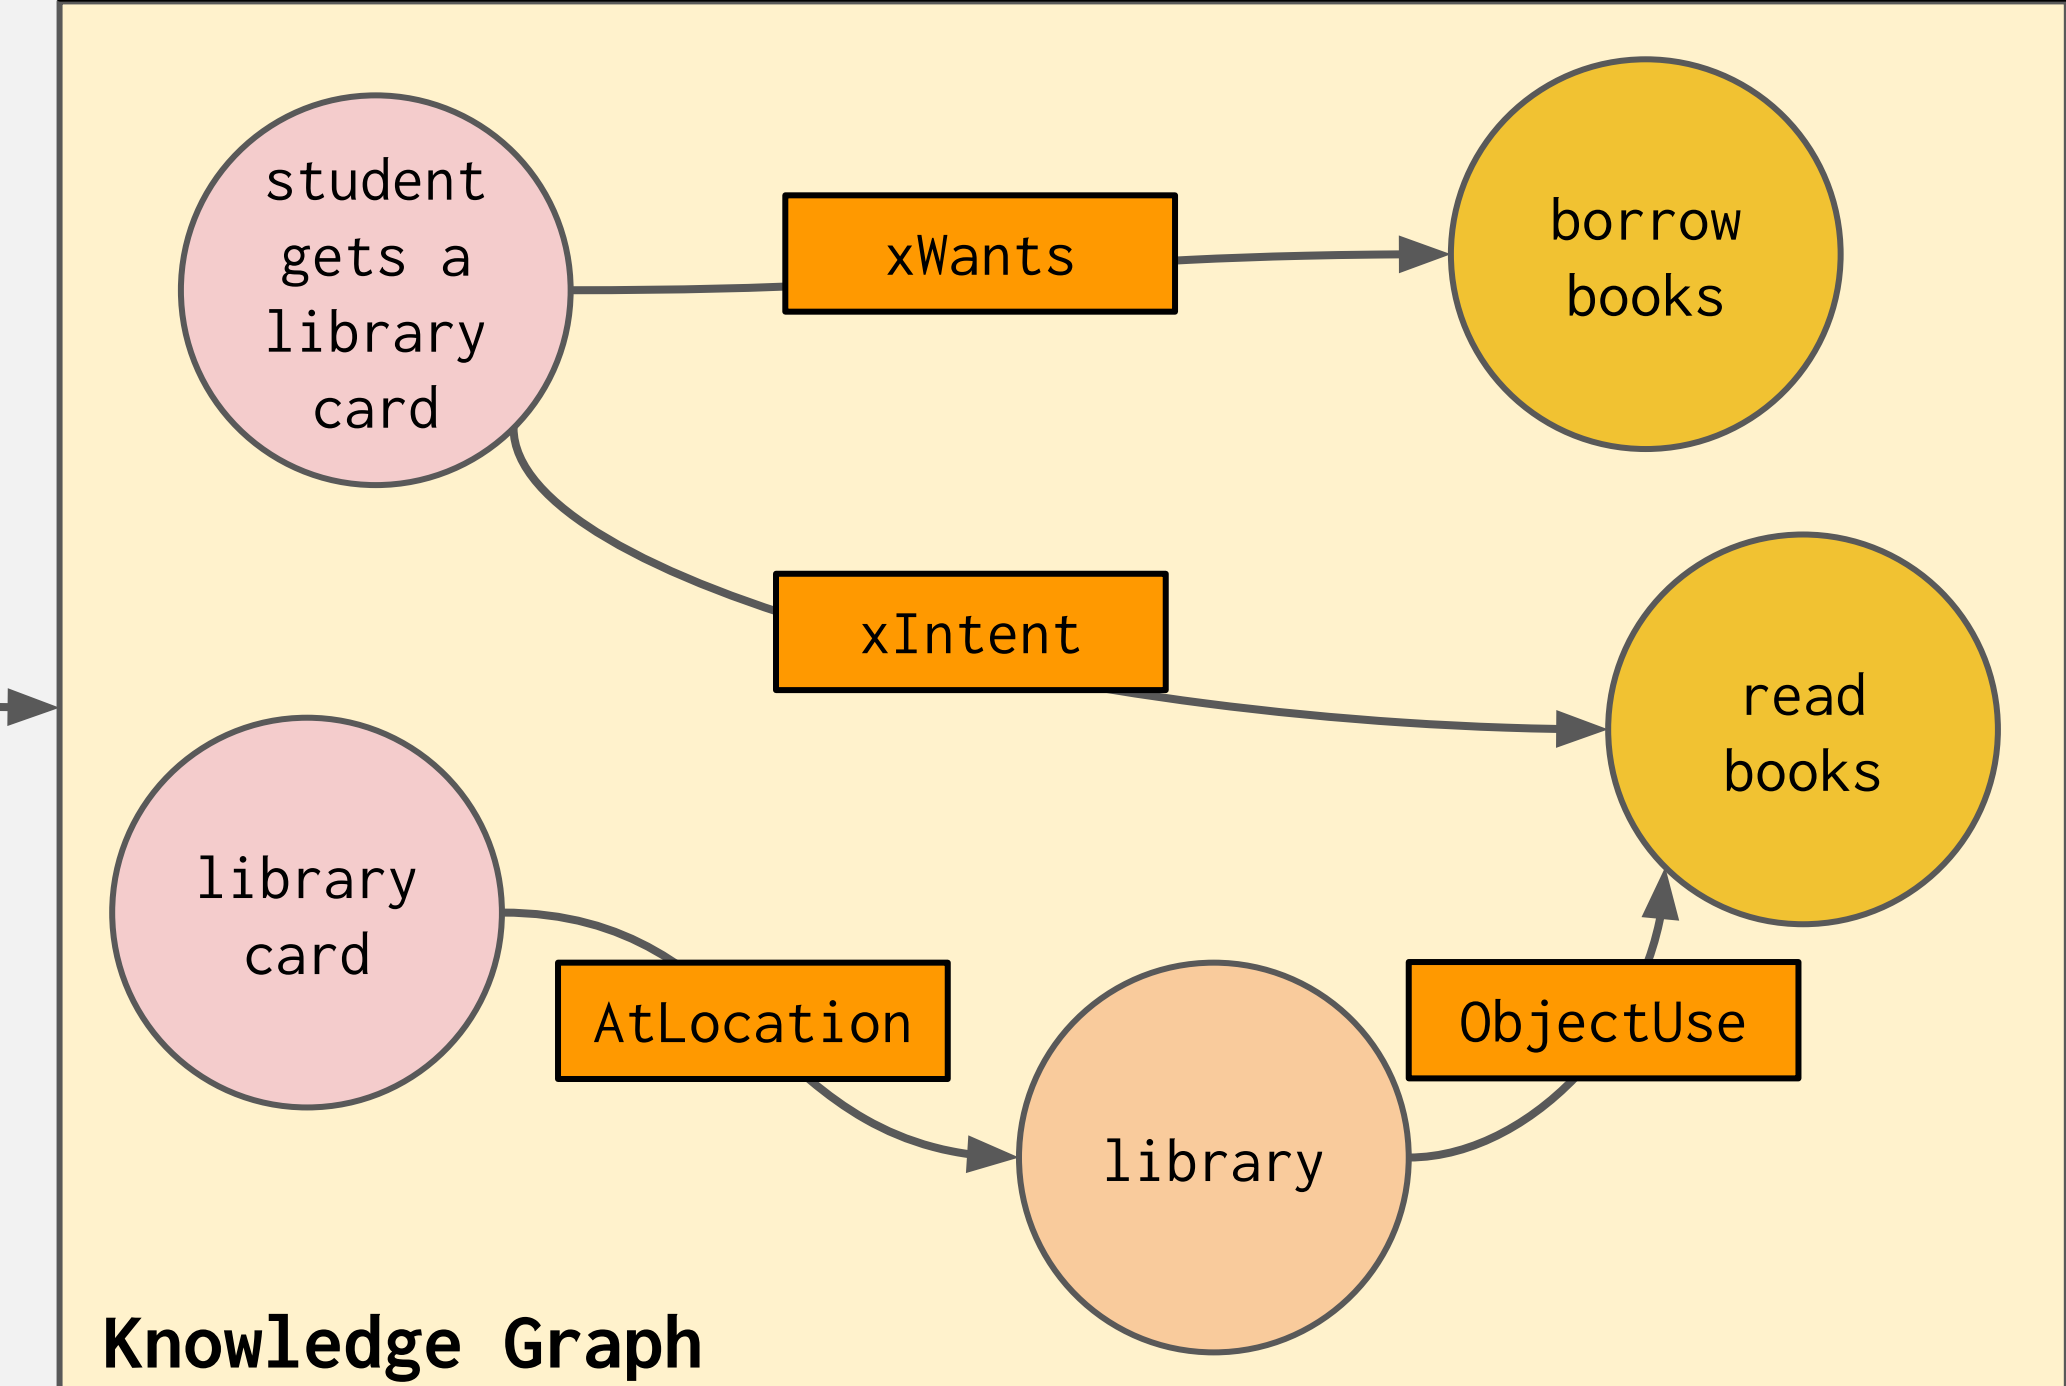 student
gets a
library
card
xWants
borrow
books
xIntent
read
books
library
card
AtLocation
ObjectUse
library
Knowledge Graph